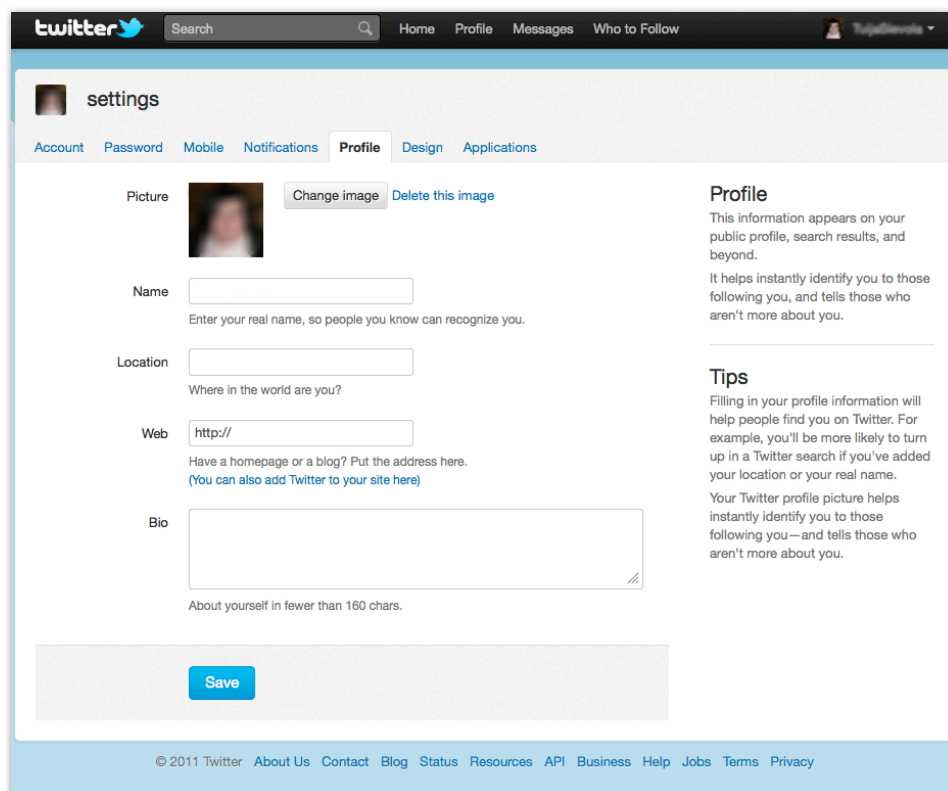 twitter
Search
Home Profile Messages Who to Follow
settings
Account Password Mobile Notifications Profile Design Applications
Picture
Change image Delete this image
Name
Enter your real name, so people you know can recognize you.
Location
Where in the world are you?
Web
http://
Have a homepage or a blog? Put the address here.
(You can also add Twitter to your site here)
Bio
About yourself in fewer than 160 chars.
Save
Profile
This information appears on your
public profile, search results, and
beyond.
It helps instantly identify you to those
following you, and tells those who
aren't more about you.
Tips
Filling in your profile information will
help people find you on Twitter. For
example, you'll be more likely to turn
up in a Twitter search if you've added
your location or your real name.
Your Twitter profile picture helps
instantly identify you to those
following you—and tells those who
aren't more about you.
© 2011 Twitter About Us Contact Blog Status Resources API Business Help Jobs Terms Privacy